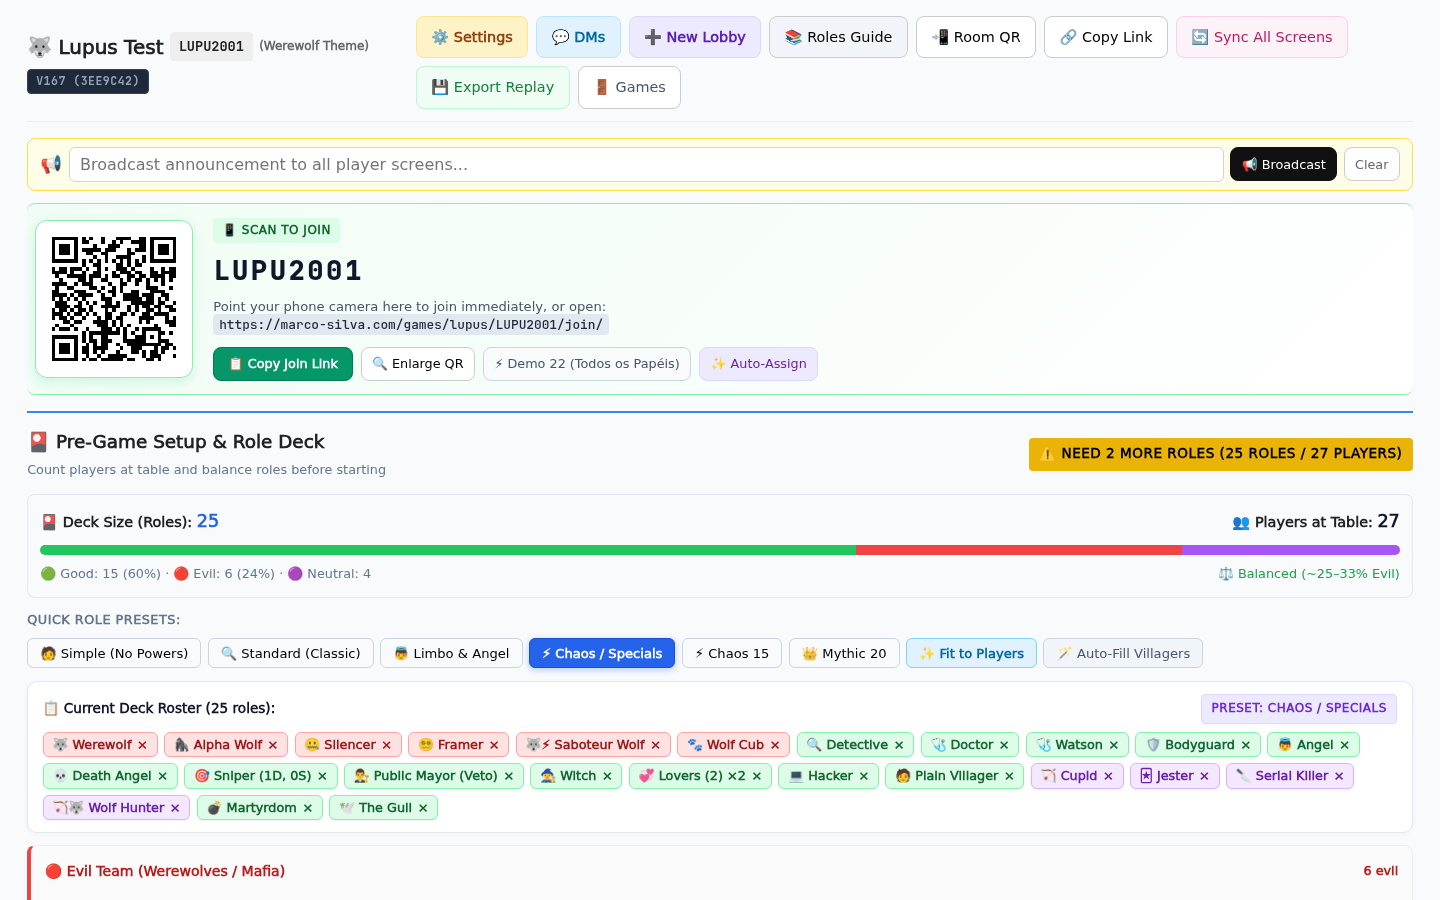 🐺 Lupus Test LUPU2001 (Werewolf Theme)
V167 (3EE9C42)
⚙️ Settings 💬 DMs ➕ New Lobby 📚 Roles Guide 📲 Room QR 🔗 Copy Link 🔄 Sync All Screens
💾 Export Replay 🚪 Games
📢 Broadcast announcement to all player screens... 📢 Broadcast Clear
📱 SCAN TO JOIN
LUPU2001
Point your phone camera here to join immediately, or open:
https://marco-silva.com/games/lupus/LUPU2001/join/
📋 Copy Join Link 🔍 Enlarge QR ⚡ Demo 22 (Todos os Papéis) ✨ Auto-Assign
🎴 Pre-Game Setup & Role Deck
Count players at table and balance roles before starting
⚠️ NEED 2 MORE ROLES (25 ROLES / 27 PLAYERS)
🎴 Deck Size (Roles): 25 👥 Players at Table: 27
🟢 Good: 15 (60%) · 🔴 Evil: 6 (24%) · 🟣 Neutral: 4 ⚖️ Balanced (~25–33% Evil)
QUICK ROLE PRESETS:
🧑 Simple (No Powers) 🔍 Standard (Classic) 👼 Limbo & Angel ⚡ Chaos / Specials ⚡ Chaos 15 👑 Mythic 20 ✨ Fit to Players 🪄 Auto-Fill Villagers
📋 Current Deck Roster (25 roles): PRESET: CHAOS / SPECIALS
🐺 Werewolf × 🦍 Alpha Wolf × 🤐 Silencer × 😵‍💫 Framer × 🐺⚡ Saboteur Wolf × 🐾 Wolf Cub × 🔍 Detective × 🩺 Doctor × 🩺 Watson × 🛡️ Bodyguard × 👼 Angel ×
💀 Death Angel × 🎯 Sniper (1D, 0S) × 👨‍⚖️ Public Mayor (Veto) × 🧙 Witch × 💞 Lovers (2) ×2 × 💻 Hacker × 🧑 Plain Villager × 🏹 Cupid × 🃏 Jester × 🔪 Serial Killer ×
🏹🐺 Wolf Hunter × 💣 Martyrdom × 🕊️ The Gull ×
🔴 Evil Team (Werewolves / Mafia) 6 evil